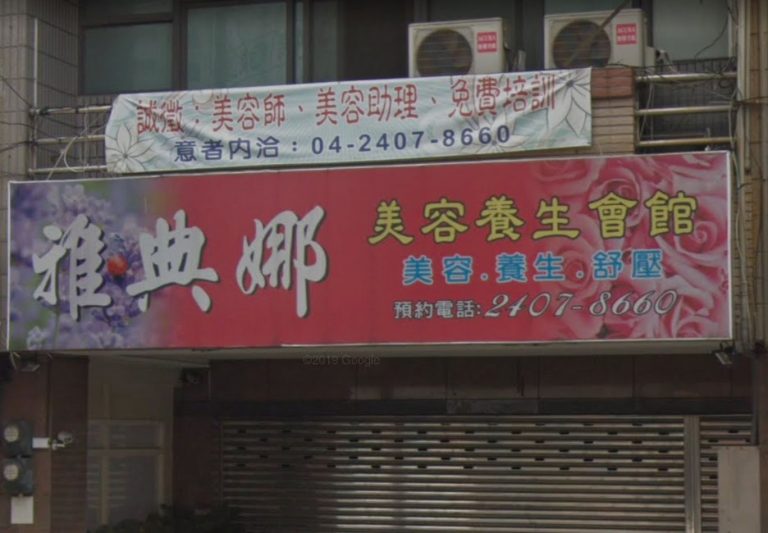 誠徵：美容師、美容助理、免費培訓
意者內洽：04-2407-8660
雅典娜
美容養生會館
美容.養生.舒壓
預約電話:2407-8660
©2019 Google